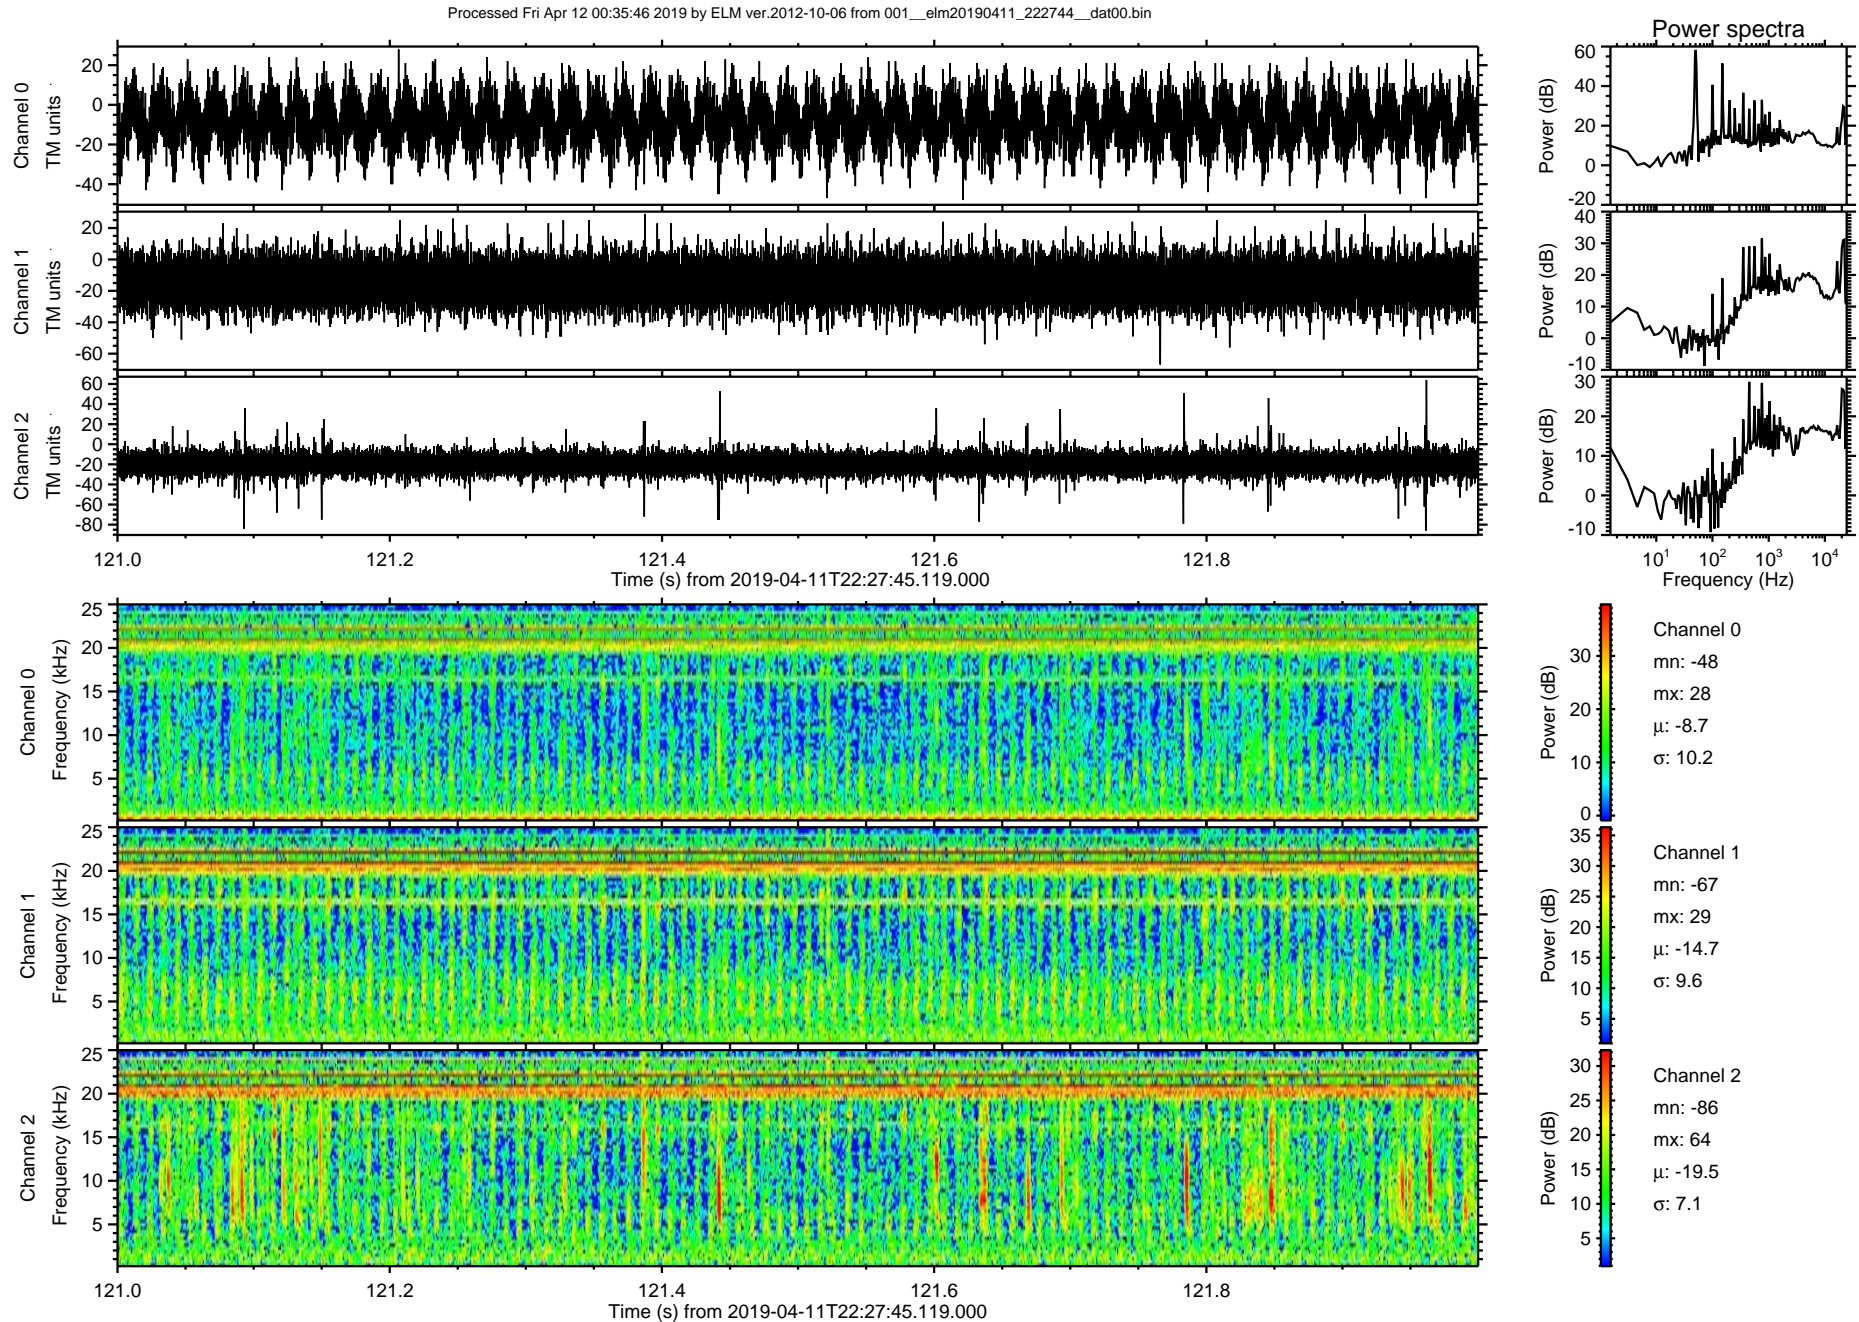 Processed Fri Apr 12 00:35:46 2019 by ELM ver.2012-10-06 from 001__elm20190411_222744__dat00.bin
Power spectra
Channel 0
TM units
20
0
-20
-40
Power (dB)
60
40
20
0
-20
Channel 1
TM units
20
0
-20
-40
-60
Power (dB)
40
30
20
10
0
-10
Channel 2
TM units
60
40
20
0
-20
-40
-60
-80
Power (dB)
30
20
10
0
-10
121.0 121.2 121.4 121.6 121.8
Time (s) from 2019-04-11T22:27:45.119.000
10^1 10^2 10^3 10^4
Frequency (Hz)
Channel 0
Frequency (kHz)
25
20
15
10
5
Power (dB)
30
20
10
0
Channel 0
mn: -48
mx: 28
μ: -8.7
σ: 10.2
Channel 1
Frequency (kHz)
25
20
15
10
5
Power (dB)
35
30
25
20
15
10
5
Channel 1
mn: -67
mx: 29
μ: -14.7
σ: 9.6
Channel 2
Frequency (kHz)
25
20
15
10
5
Power (dB)
30
25
20
15
10
5
Channel 2
mn: -86
mx: 64
μ: -19.5
σ: 7.1
121.0 121.2 121.4 121.6 121.8
Time (s) from 2019-04-11T22:27:45.119.000